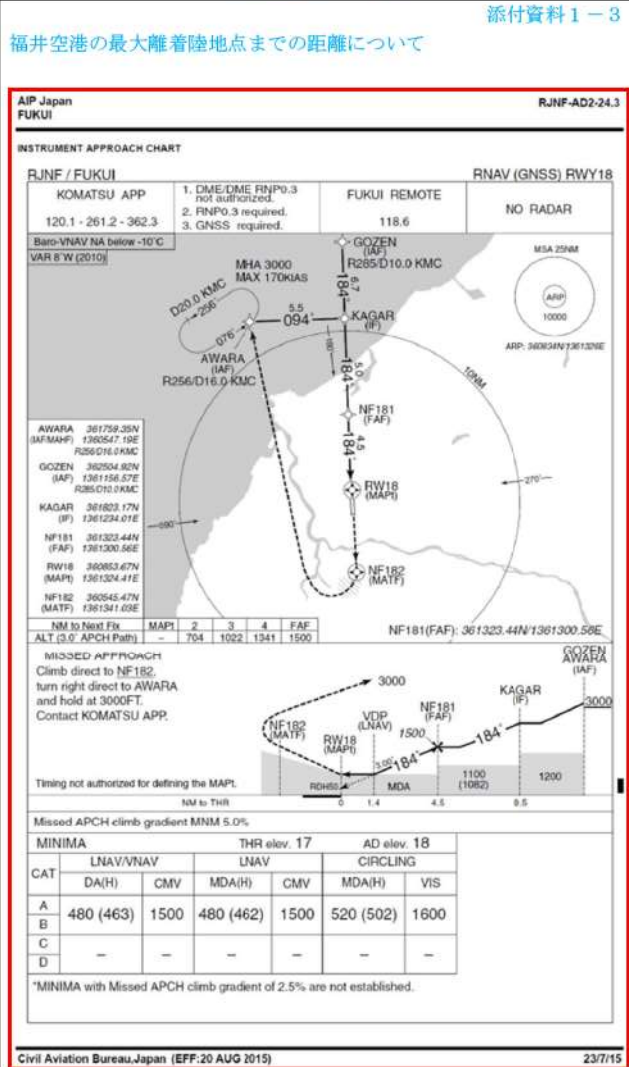 添付資料1－3
福井空港の最大離着陸地点までの距離について
AIP Japan
FUKUI
RJNF-AD2-24.3
INSTRUMENT APPROACH CHART
RJNF / FUKUI
RNAV (GNSS) RWY18
KOMATSU APP
120.1 - 261.2 - 362.3
1. DME/DME RNP0.3
not authorized.
2. RNP0.3 required.
3. GNSS required.
FUKUI REMOTE
118.6
NO RADAR
Baro-VNAV NA below -10˚C
VAR 8˚W (2010)
GOZEN
(IAF)
R285/D10.0 KMC
MHA 3000
MAX 170KIAS
MSA 25NM
ARP
10000
ARP: 360834N/1361326E
D20.0 KMC
256˚
076˚
5.5
094˚
6.7
184˚
KAGAR
(IF)
AWARA
(IAF)
R256/D16.0 KMC
180˚
5.0
184˚
10NM
NF181
(FAF)
4.5
184˚
RW18
(MAPt)
270˚
090˚
NF182
(MATF)
AWARA 361759.35N
(IAF/MAHF) 1360547.19E
R256/D16.0 KMC
GOZEN 362504.92N
(IAF) 1361156.57E
R285/D10.0 KMC
KAGAR 361823.17N
(IF) 1361234.01E
NF181 361323.44N
(FAF) 1361300.56E
RW18 360853.67N
(MAPt) 1361324.41E
NF182 360545.47N
(MATF) 1361341.03E
NM to Next Fix MAPt 2 3 4 FAF
ALT (3.0˚ APCH Path) – 704 1022 1341 1500
NF181(FAF): 361323.44N/1361300.56E
MISSED APPROACH
Climb direct to NF182,
turn right direct to AWARA
and hold at 3000FT.
Contact KOMATSU APP.
Timing not authorized for defining the MAPt.
3000
NF182
(MATF)
RW18
(MAPt)
VDP
(LNAV)
NF181
(FAF)
1500
KAGAR
(IF)
GOZEN
AWARA
(IAF)
3000
184˚
3.00˚
184˚
RDH50
MDA
1100
(1082)
1200
NM to THR 0 1.4 4.5 9.5
Missed APCH climb gradient MNM 5.0%
MINIMA THR elev. 17 AD elev. 18
CAT LNAV/VNAV LNAV CIRCLING
DA(H) CMV MDA(H) CMV MDA(H) VIS
A
B
480 (463) 1500 480 (462) 1500 520 (502) 1600
C
D
– – – – – –
*MINIMA with Missed APCH climb gradient of 2.5% are not established.
Civil Aviation Bureau,Japan (EFF:20 AUG 2015)
23/7/15